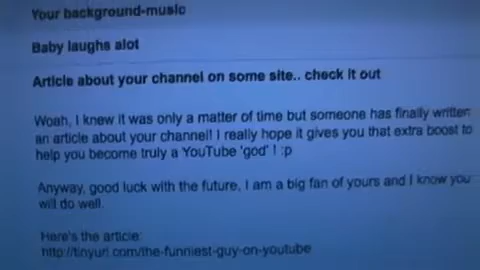 Your background-music
Baby laughs alot
Article about your channel on some site.. check it out
Woah, I knew it was only a matter of time but someone has finally written
an article about your channel! I really hope it gives you that extra boost to
help you become truly a YouTube 'god' ! :p
Anyway, good luck with the future, I am a big fan of yours and I know you
will do well.
Here's the article:
http://tinyurl.com/the-funniest-guy-on-youtube